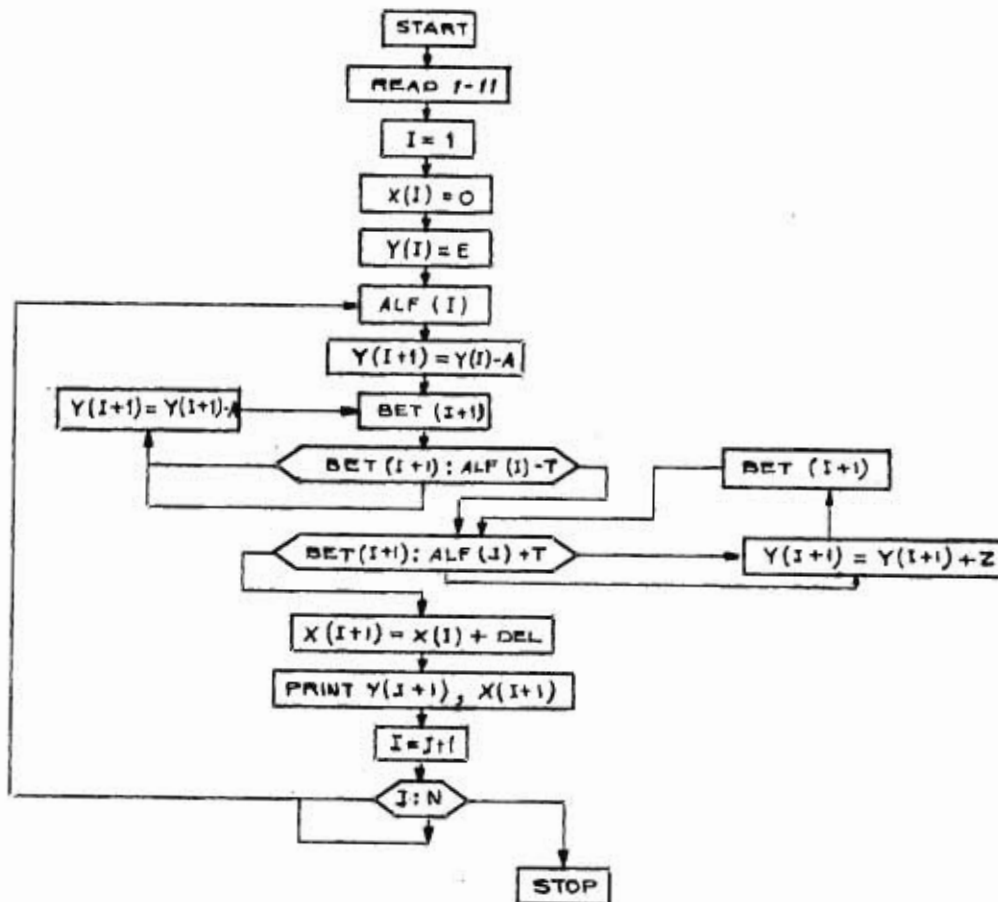 START
READ 1-11
I = 1
X(I) = O
Y(I) = E
ALF (I)
Y(I+1) = Y(I)-A
Y(I+1) = Y(I+1)-A
BET (I+1)
BET (I+1) : ALF (I)-T
BET (I+1)
BET(I+1) : ALF (I) +T
Y(I+1) = Y(I+1) + Z
X(I+1) = X(I) + DEL
PRINT Y(I+1), X(I+1)
I = I+1
I : N
STOP